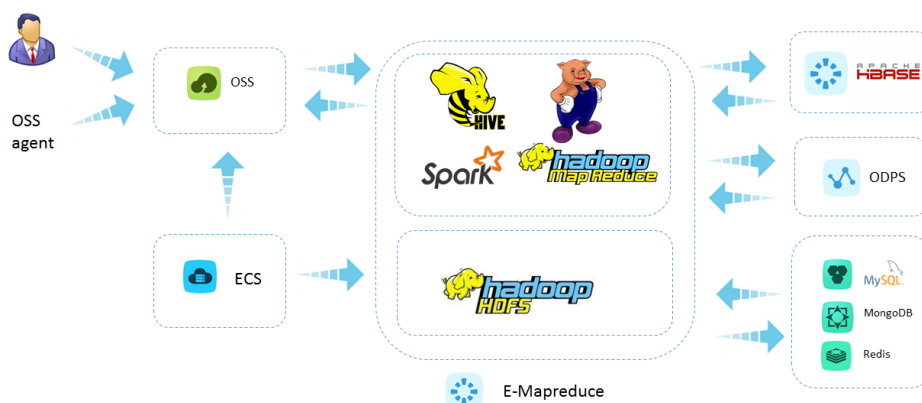 OSS
agent
OSS
ECS
HIVE
Spark
hadoop
Map Reduce
hadoop
HDFS
E-Mapreduce
APACHE
HBASE
ODPS
MySQL
MongoDB
Redis